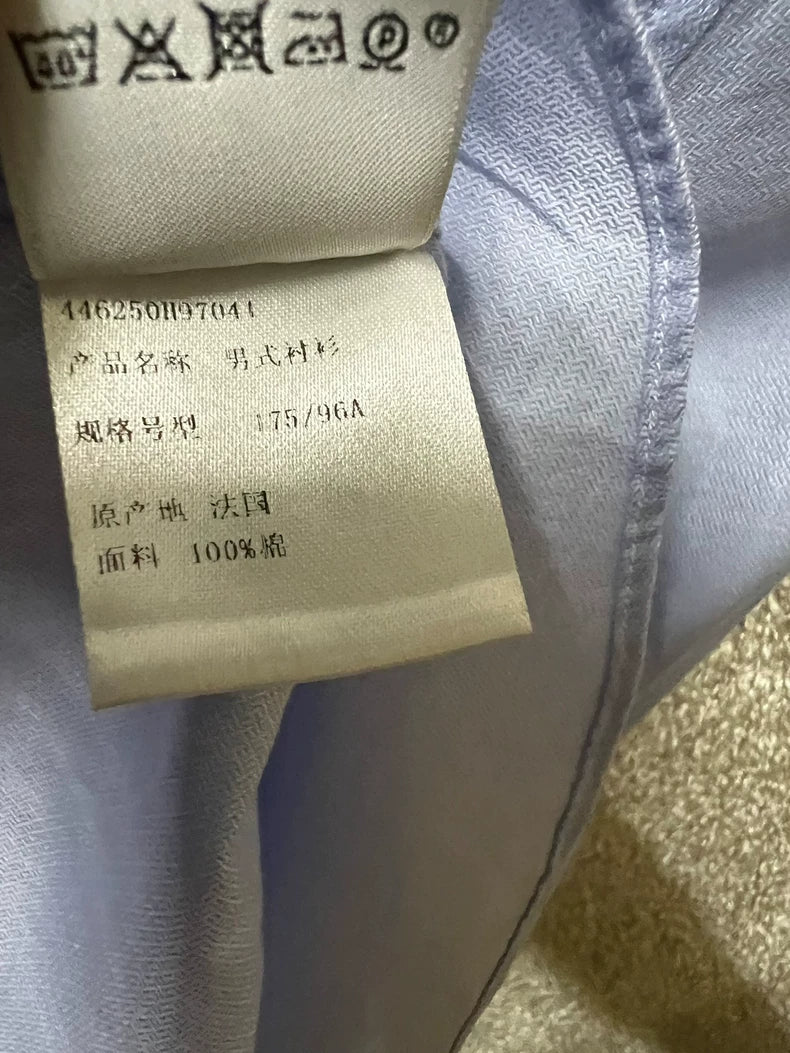 40°
P
446250H97041
产品名称 男式衬衫
规格号型 175/96A
原产地 法国
面料 100%棉